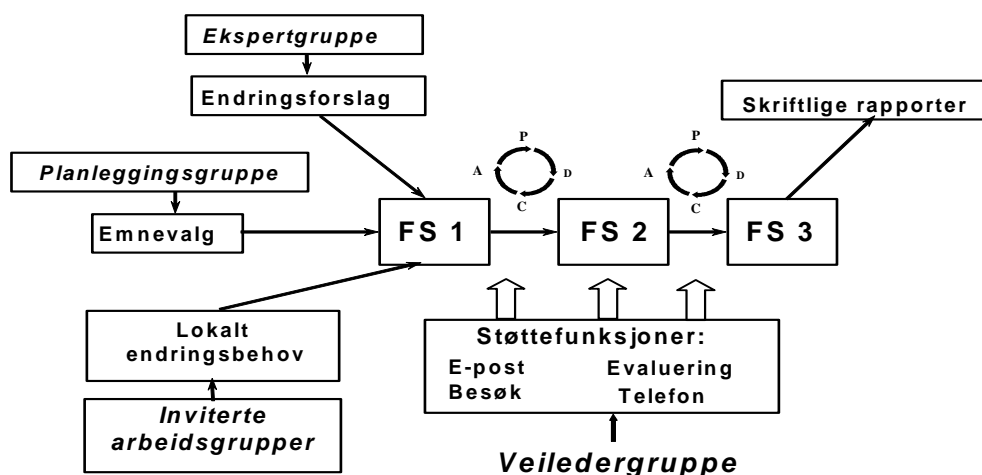 Ekspertgruppe
Endringsforslag
Skriftlige rapporter
Planleggingsgruppe
Emnevalg
P
A
D
C
P
A
D
C
FS 1
FS 2
FS 3
Lokalt
endringsbehov
Inviterte
arbeidsgrupper
Støttefunksjoner:
E-post Evaluering
Besøk Telefon
Veiledergruppe